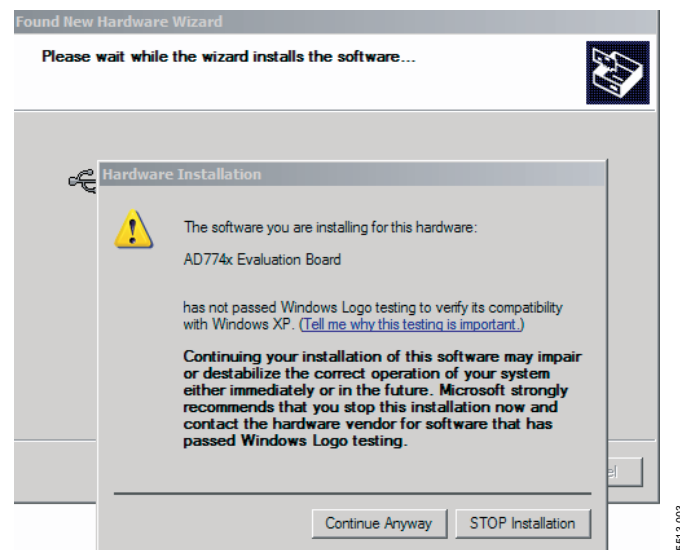 Found New Hardware Wizard
Please wait while the wizard installs the software...
Hardware Installation
The software you are installing for this hardware:
AD774x Evaluation Board
has not passed Windows Logo testing to verify its compatibility
with Windows XP. (Tell me why this testing is important.)
Continuing your installation of this software may impair
or destabilize the correct operation of your system
either immediately or in the future. Microsoft strongly
recommends that you stop this installation now and
contact the hardware vendor for software that has
passed Windows Logo testing.
el
Continue Anyway
STOP Installation